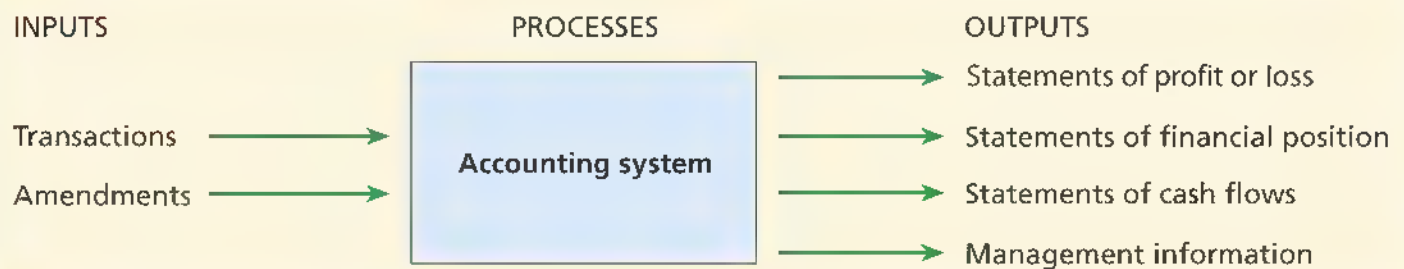 INPUTS PROCESSES OUTPUTS
Statements of profit or loss
Transactions Statements of financial position
Accounting system
Amendments Statements of cash flows
Management information